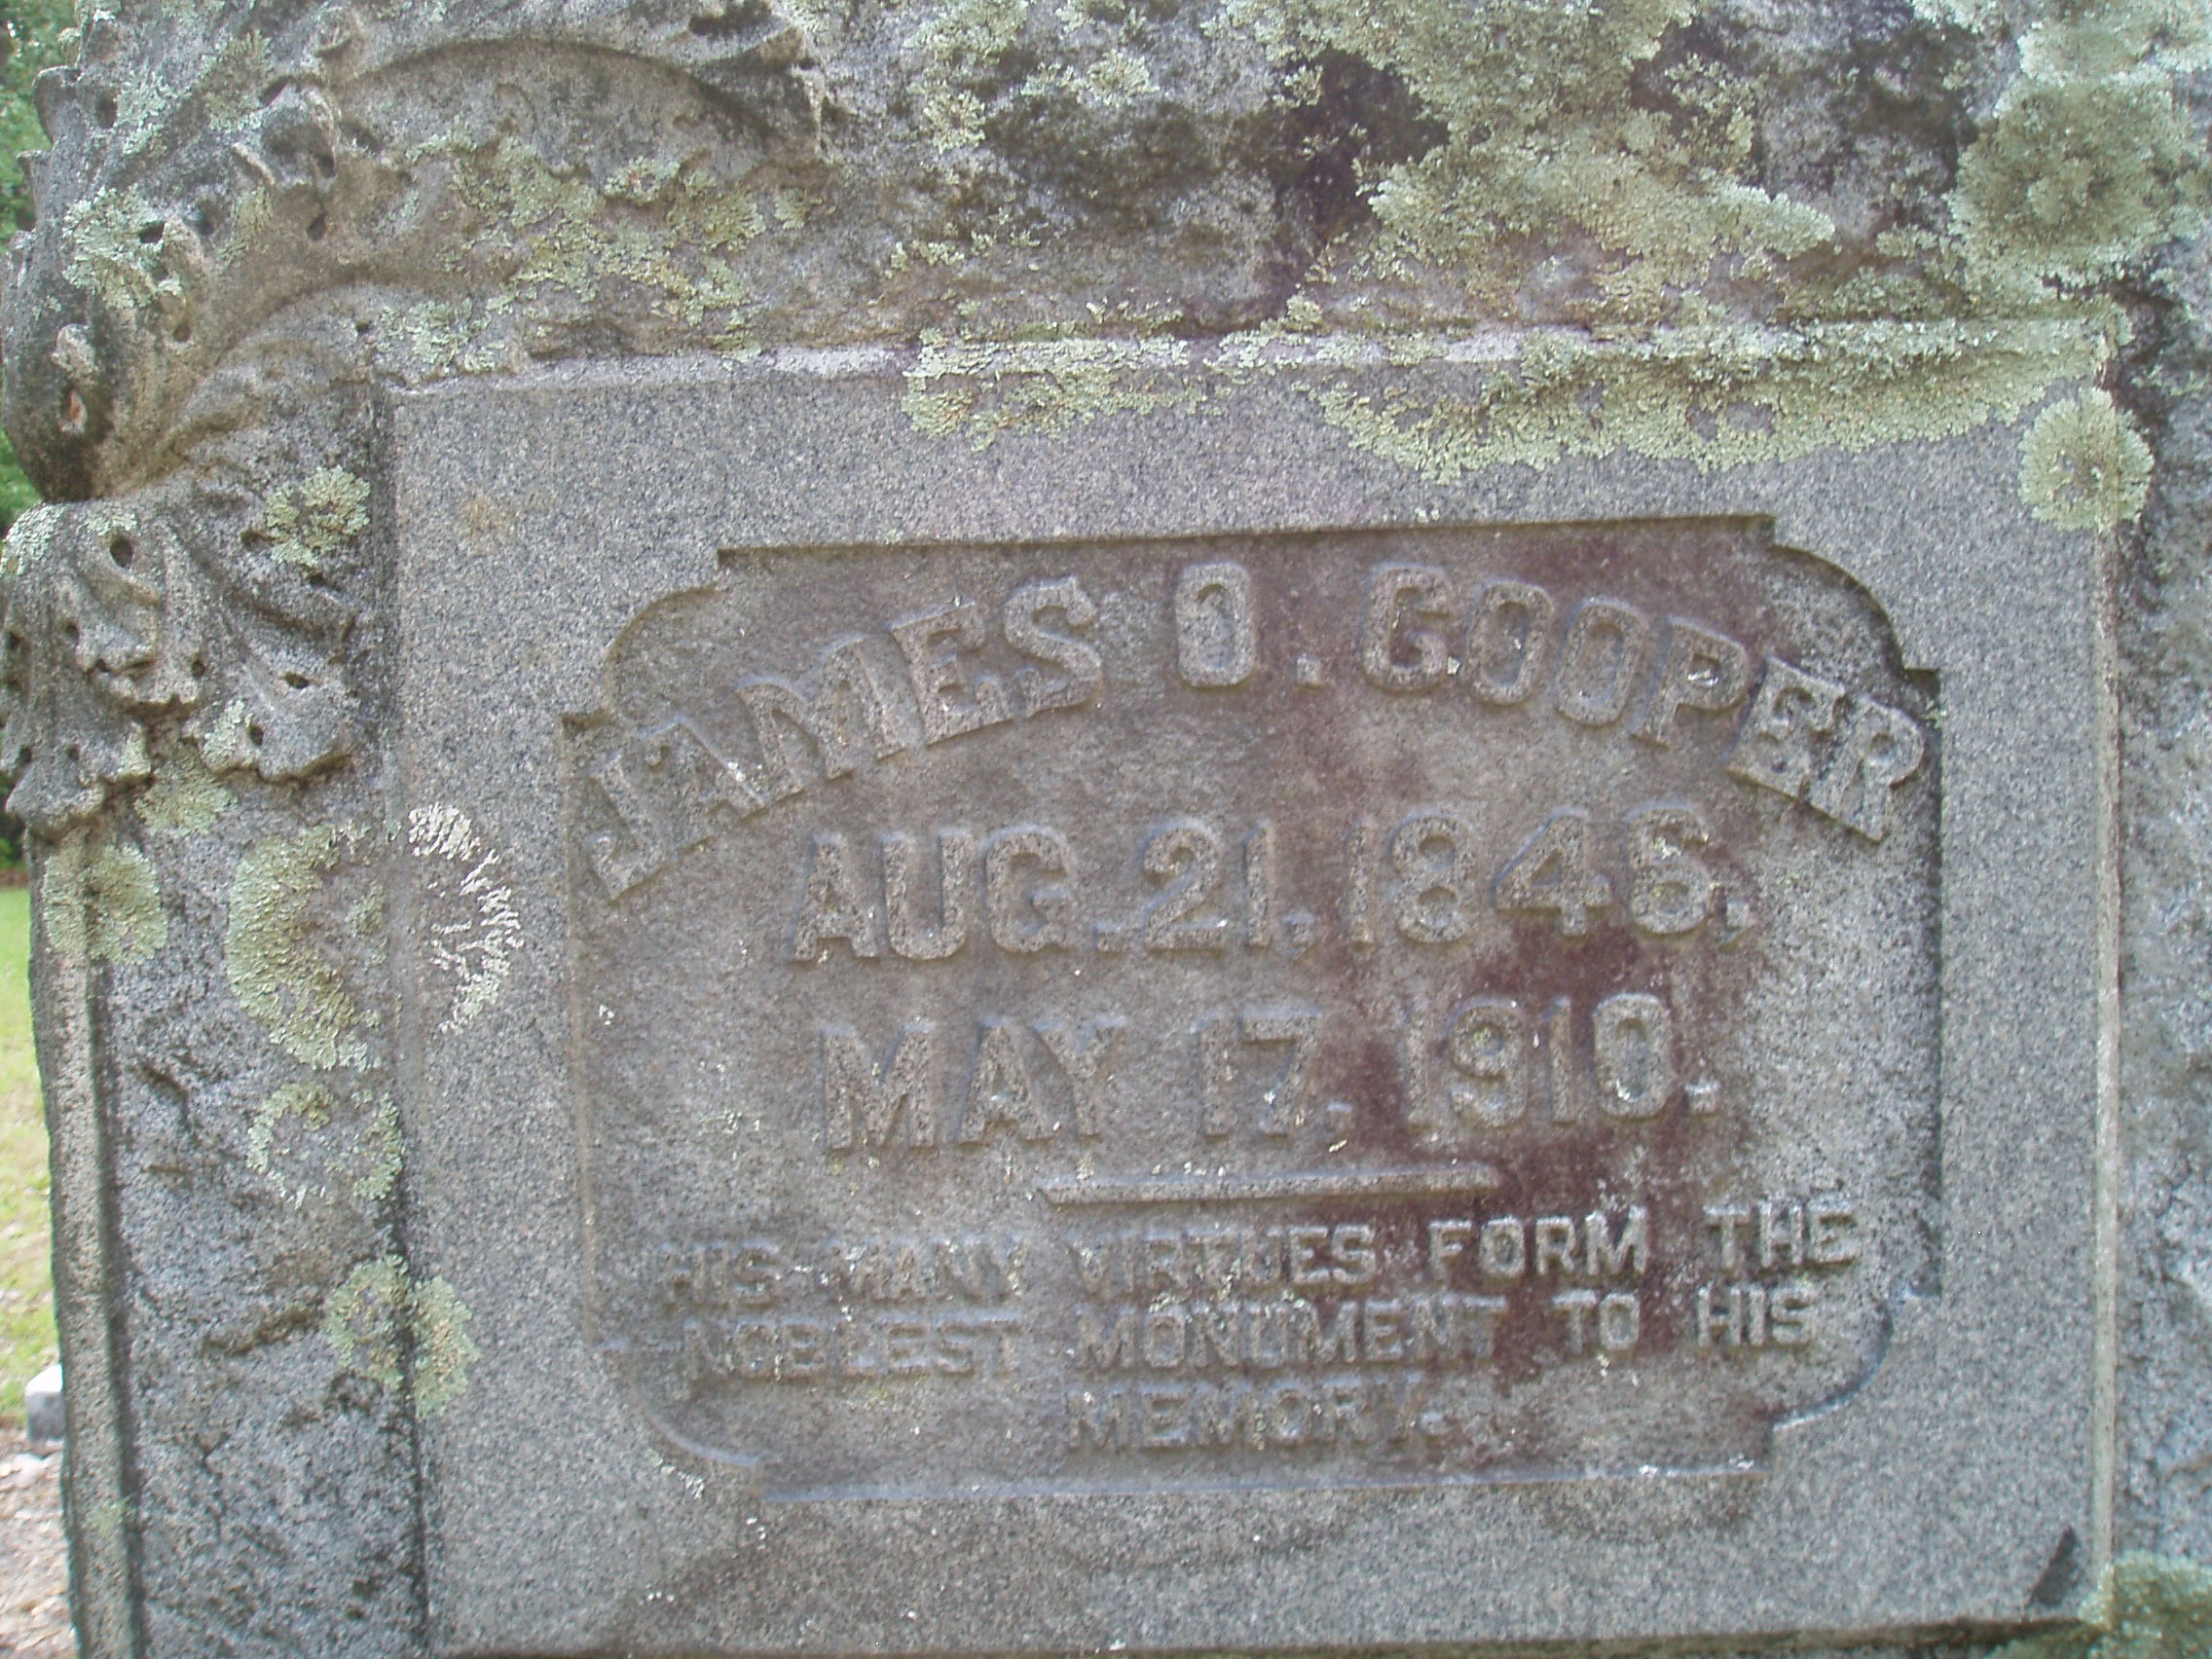 JAMES O. COOPER
AUG. 21, 1846.
MAY 17, 1910.
HIS MANY VIRTUES FORM THE
NOBLEST MONUMENT TO HIS
MEMORY.